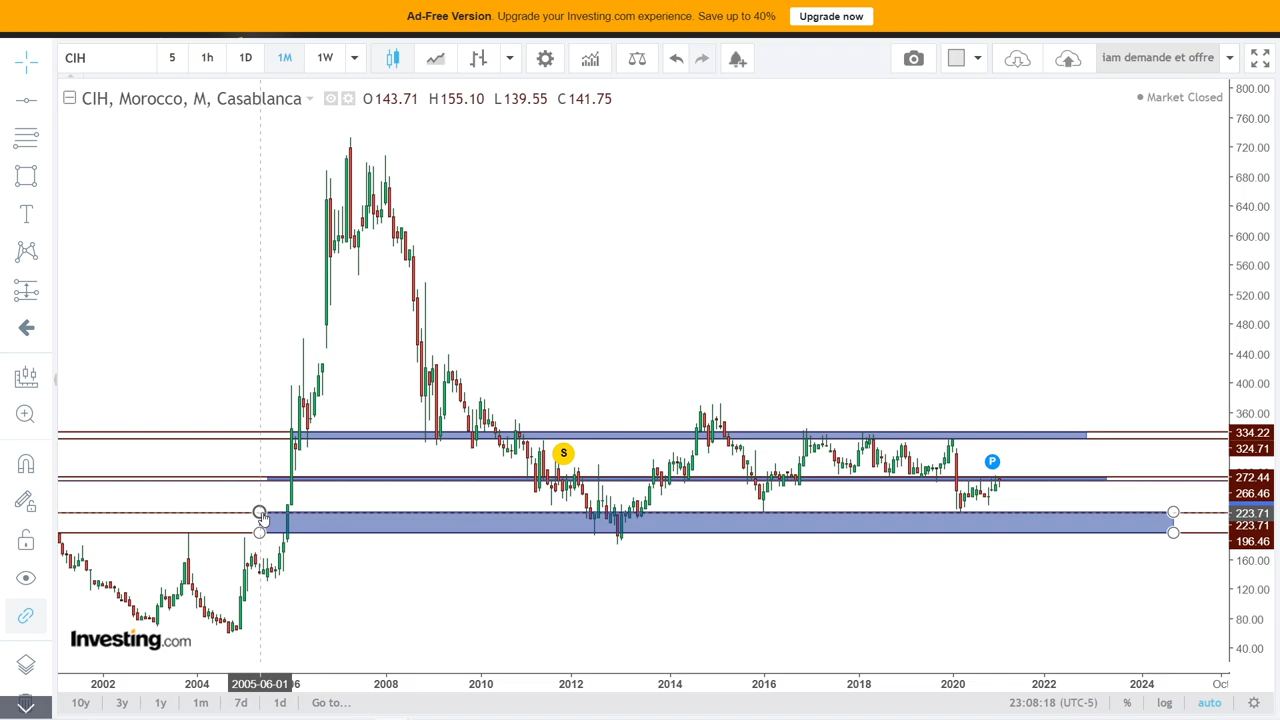 Ad-Free Version. Upgrade your Investing.com experience. Save up to 40% Upgrade now
CIH 5 1h 1D 1M 1W iam demande et offre
CIH, Morocco, M, Casablanca O143.71 H155.10 L139.55 C141.75 Market Closed
800.00
760.00
720.00
680.00
640.00
600.00
560.00
520.00
480.00
440.00
400.00
360.00
334.22
324.71
S
P
272.44
266.46
223.71
223.71
196.46
160.00
120.00
80.00
40.00
Investing.com
2002 2004 2005-06-01 6 2008 2010 2012 2014 2016 2018 2020 2022 2024
10y 3y 1y 1m 7d 1d Go to... 23:08:18 (UTC-5) % log auto